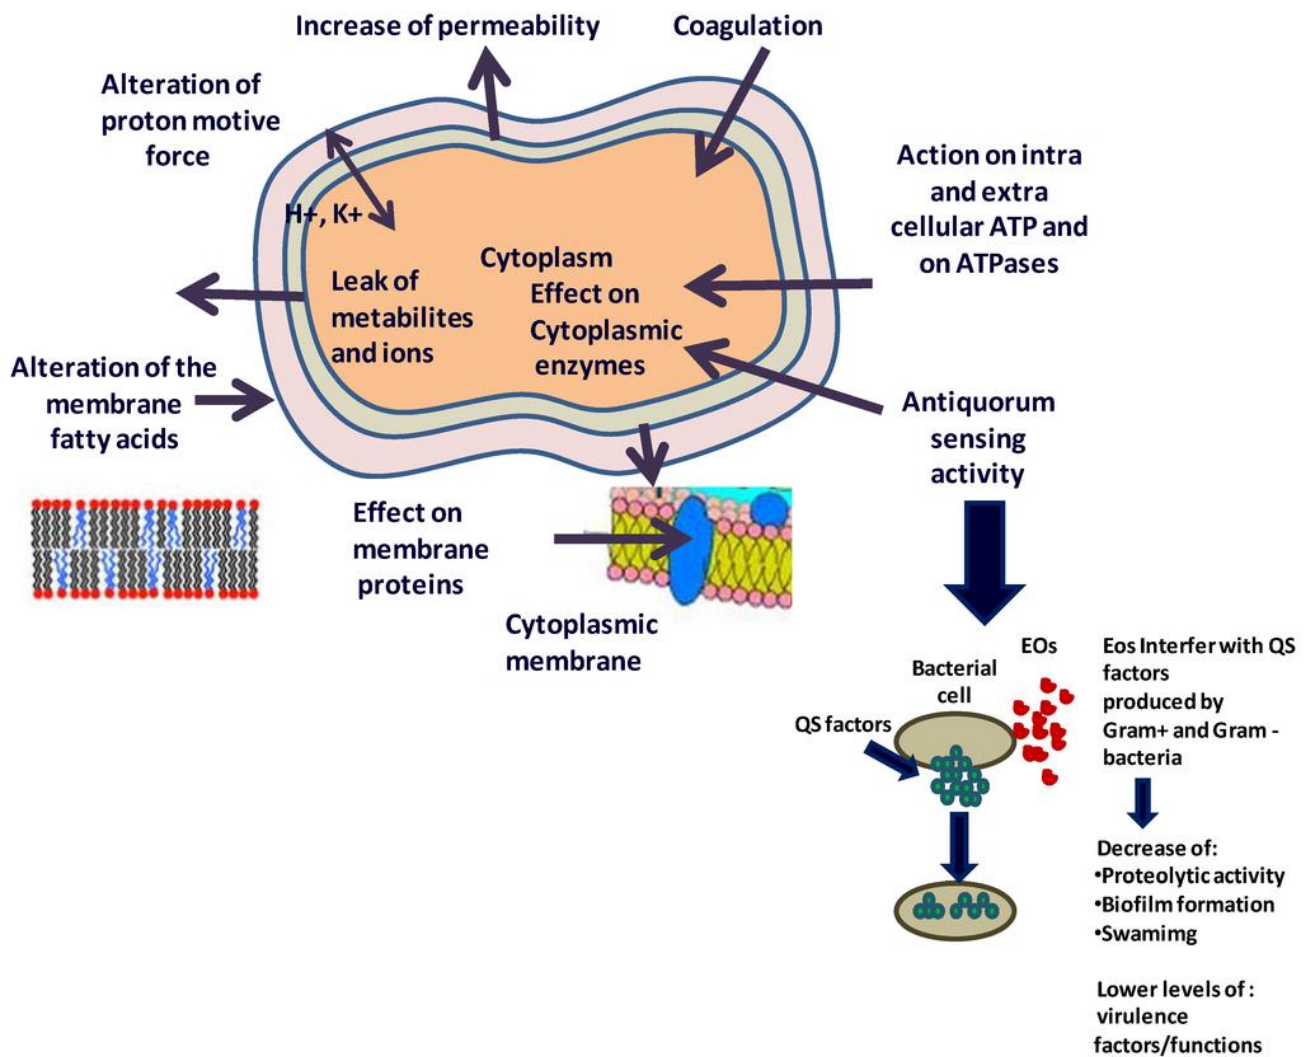 Increase of permeability
Coagulation
Alteration of
proton motive
force
H+, K+
Action on intra
and extra
cellular ATP and
on ATPases
Cytoplasm
Effect on
Cytoplasmic
enzymes
Leak of
metabilites
and ions
Alteration of the
membrane
fatty acids
Antiquorum
sensing
activity
Effect on
membrane
proteins
Cytoplasmic
membrane
EOs
Bacterial
cell
QS factors
Eos Interfer with QS
factors
produced by
Gram+ and Gram -
bacteria
Decrease of:
•Proteolytic activity
•Biofilm formation
•Swamimg
Lower levels of :
virulence
factors/functions